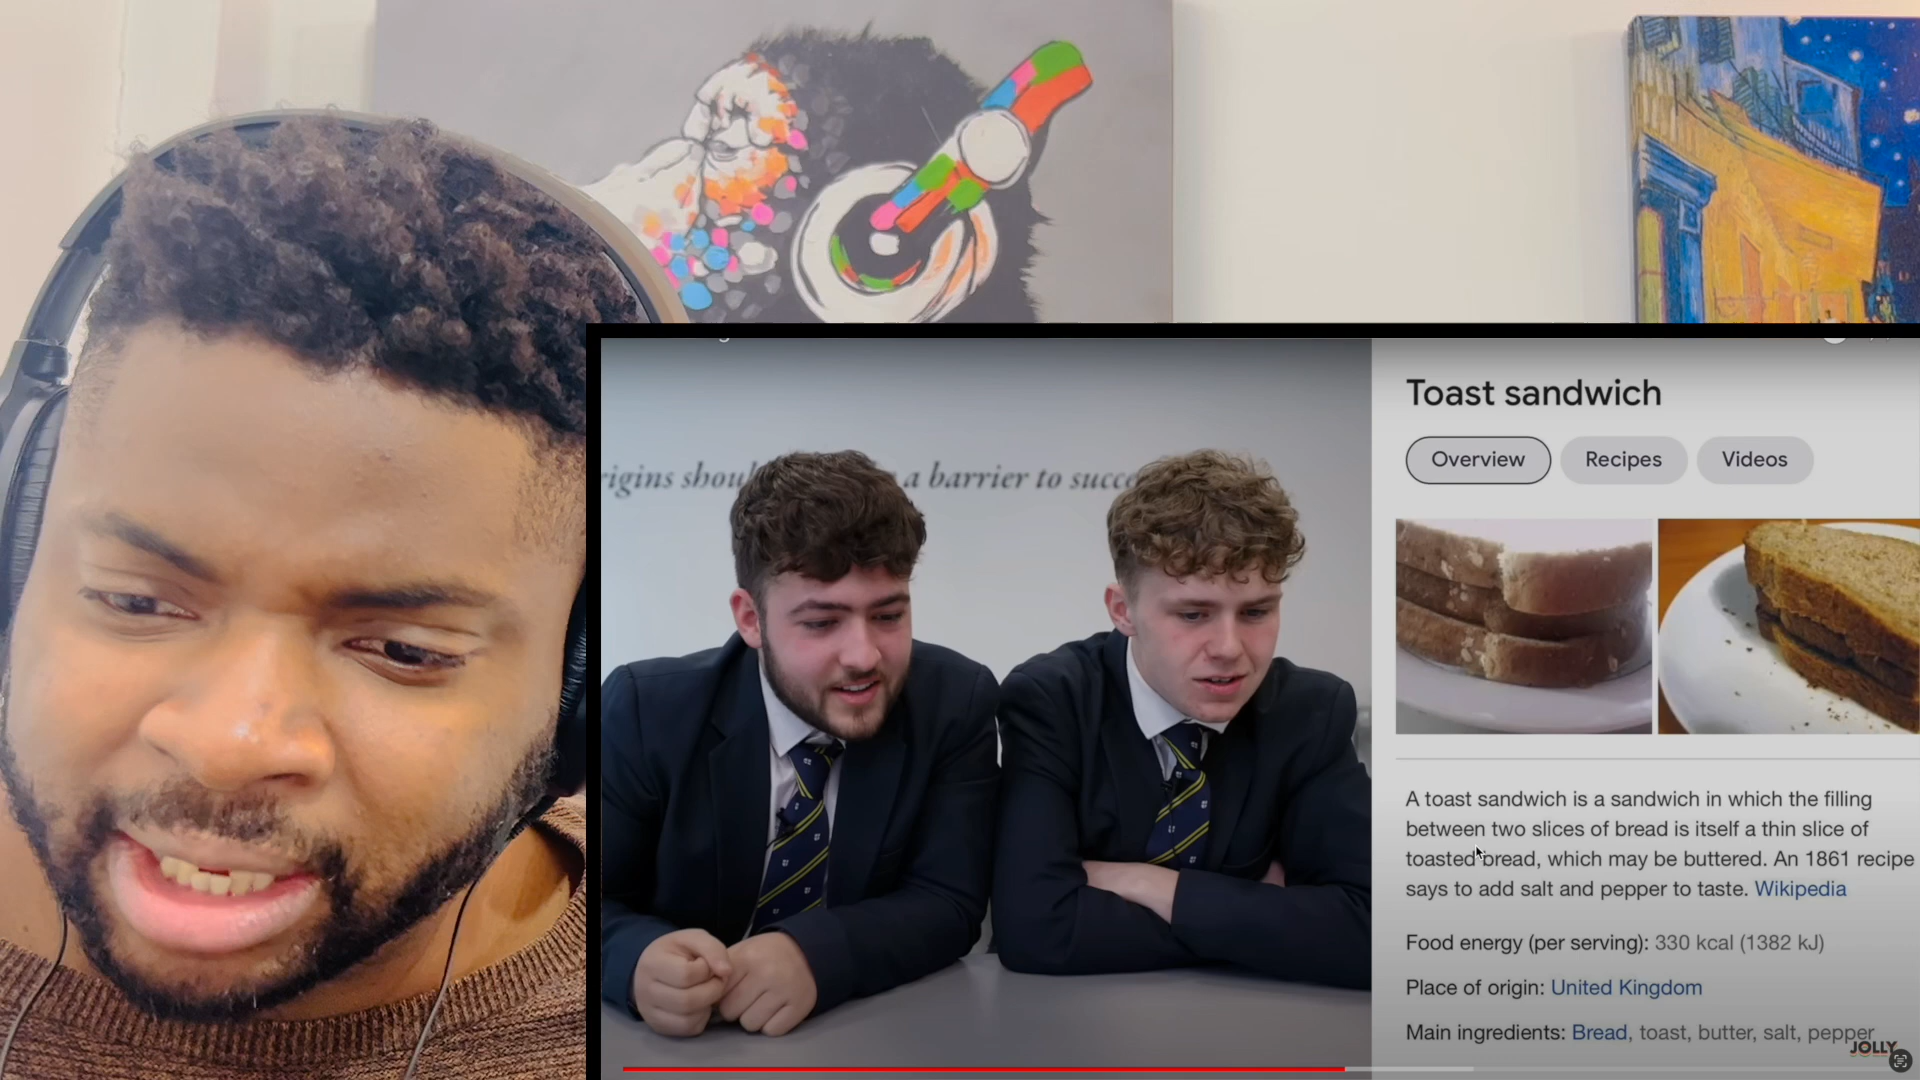 rigins shou
a barrier to succe
Toast sandwich
Overview
Recipes
Videos
A toast sandwich is a sandwich in which the filling
between two slices of bread is itself a thin slice of
toasted bread, which may be buttered. An 1861 recipe
says to add salt and pepper to taste. Wikipedia
Food energy (per serving): 330 kcal (1382 kJ)
Place of origin: United Kingdom
Main ingredients: Bread, toast, butter, salt, pepper
JOLLY